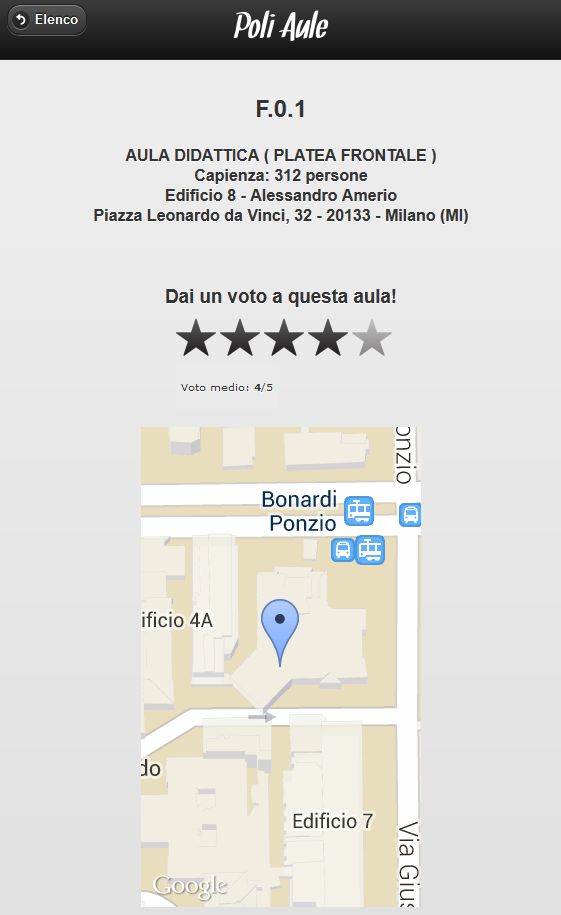 Elenco
Poli Aule
F.0.1
AULA DIDATTICA ( PLATEA FRONTALE )
Capienza: 312 persone
Edificio 8 - Alessandro Amerio
Piazza Leonardo da Vinci, 32 - 20133 - Milano (MI)
Dai un voto a questa aula!
Voto medio: 4/5
onzio
Bonardi
Ponzio
ificio 4A
do
Edificio 7
Via Gius
Google